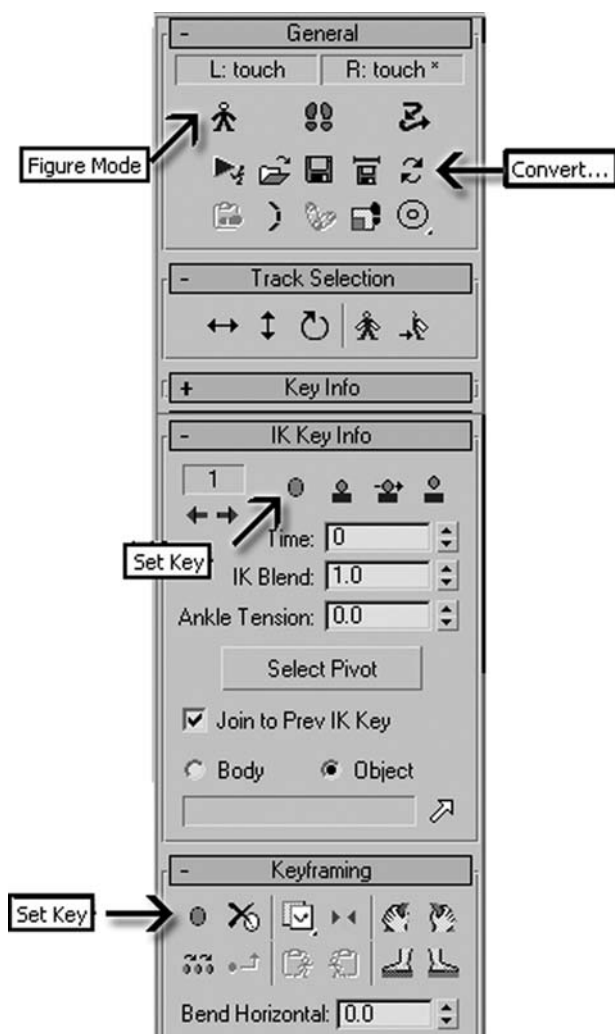 - General
L: touch R: touch *
Figure Mode
Convert...
- Track Selection
+ Key Info
- IK Key Info
1
Set Key
Time: 0
IK Blend: 1.0
Ankle Tension: 0.0
Select Pivot
Join to Prev IK Key
Body Object
- Keyframing
Set Key
Bend Horizontal: 0.0